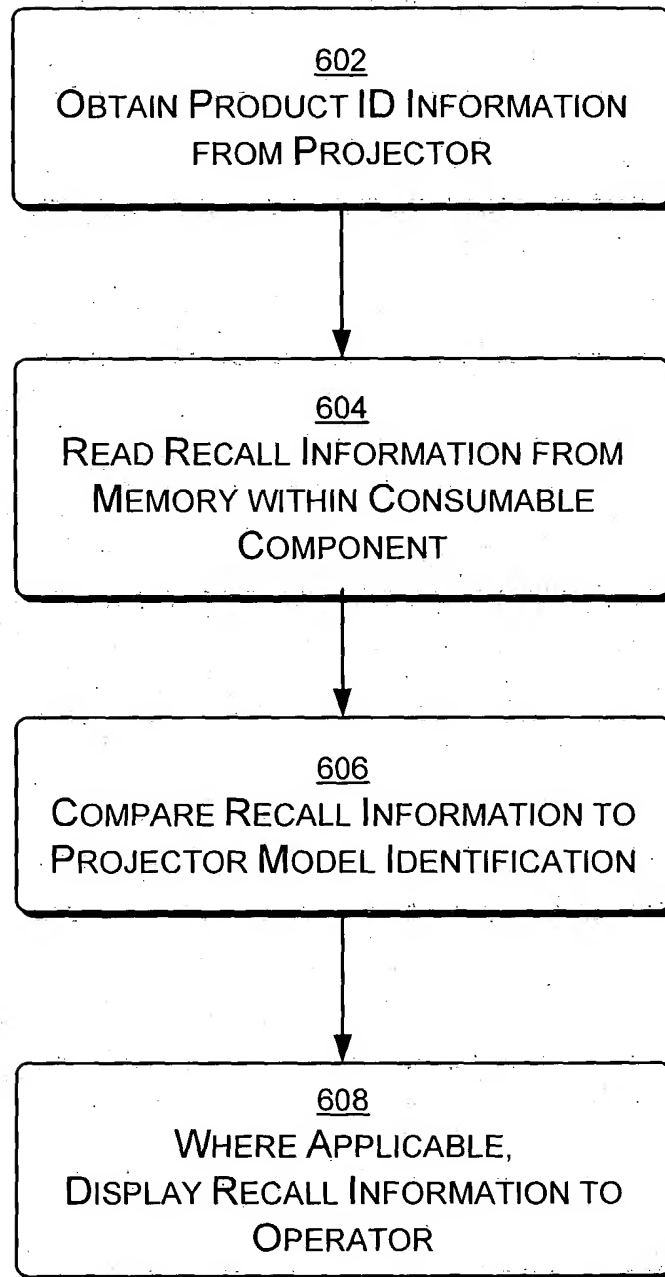 602
OBTAIN PRODUCT ID INFORMATION
FROM PROJECTOR
604
READ RECALL INFORMATION FROM
MEMORY WITHIN CONSUMABLE
COMPONENT
606
COMPARE RECALL INFORMATION TO
PROJECTOR MODEL IDENTIFICATION
608
WHERE APPLICABLE,
DISPLAY RECALL INFORMATION TO
OPERATOR